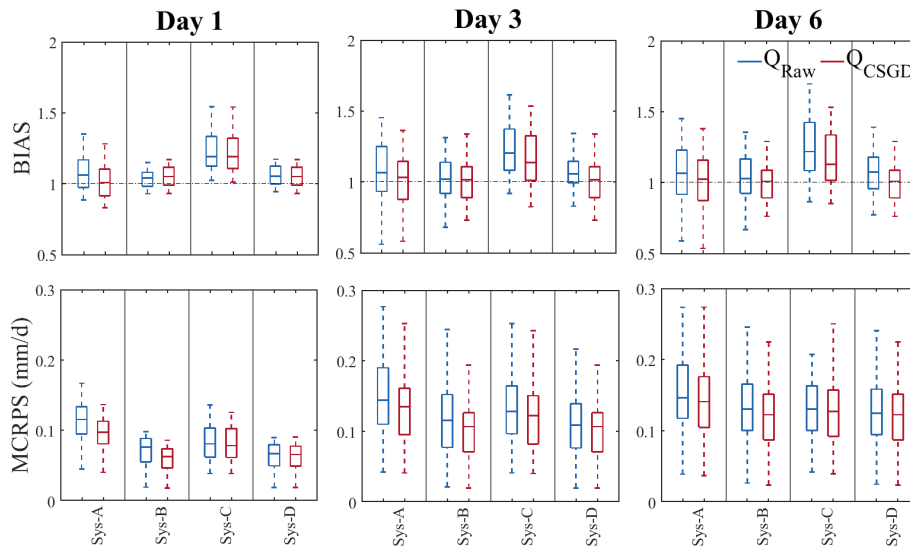 Day 1
Day 3
Day 6
BIAS
2
1.5
1
0.5
2
1.5
1
0.5
2
1.5
1
0.5
Q_Raw
Q_CSGD
MCRPS (mm/d)
0.3
0.2
0.1
0
0.3
0.2
0.1
0
0.3
0.2
0.1
0
Sys-A
Sys-B
Sys-C
Sys-D
Sys-A
Sys-B
Sys-C
Sys-D
Sys-A
Sys-B
Sys-C
Sys-D